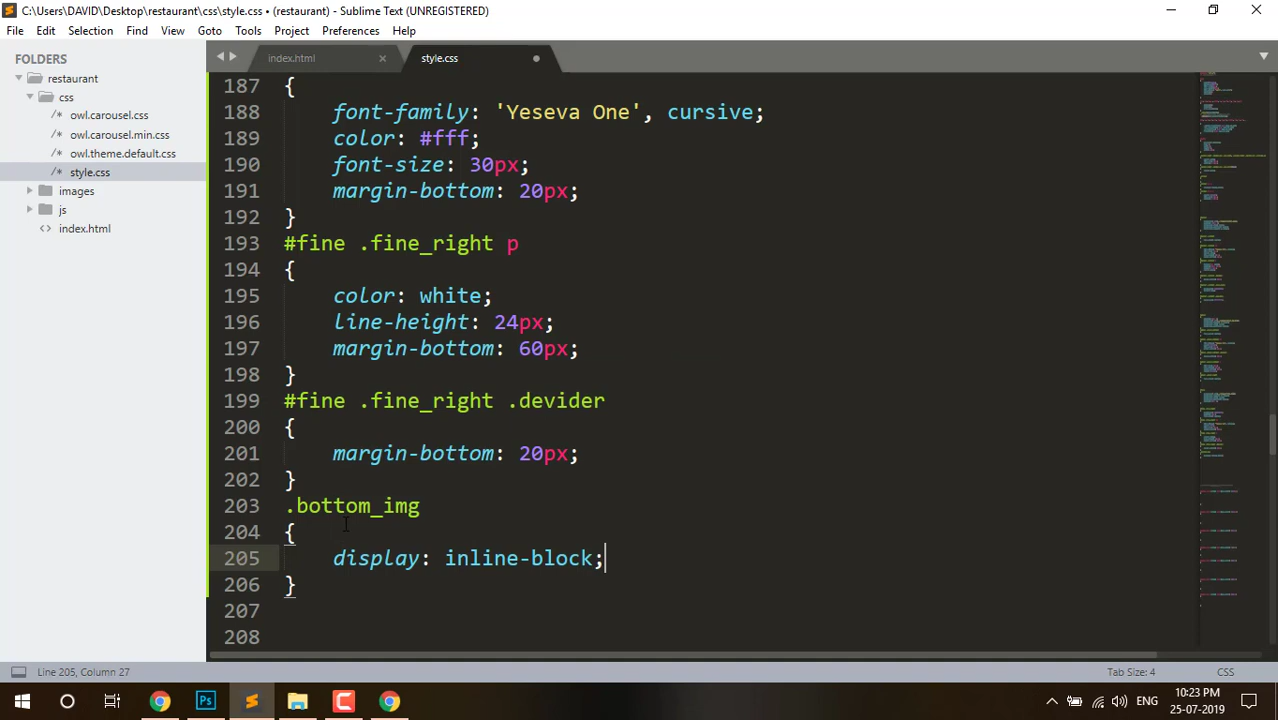 C:\Users\DAVID\Desktop\restaurant\css\style.css • (restaurant) - Sublime Text (UNREGISTERED)
File Edit Selection Find View Goto Tools Project Preferences Help
FOLDERS
restaurant
css
/* owl.carousel.css
/* owl.carousel.min.css
/* owl.theme.default.css
/* style.css
images
js
<> index.html
index.html × style.css
187 {
188 font-family: 'Yeseva One', cursive;
189 color: #fff;
190 font-size: 30px;
191 margin-bottom: 20px;
192 }
193 #fine .fine_right p
194 {
195 color: white;
196 line-height: 24px;
197 margin-bottom: 60px;
198 }
199 #fine .fine_right .devider
200 {
201 margin-bottom: 20px;
202 }
203 .bottom_img
204 {
205 display: inline-block;
206 }
207
208
Line 205, Column 27 Tab Size: 4 CSS
Ps ENG 10:23 PM
25-07-2019